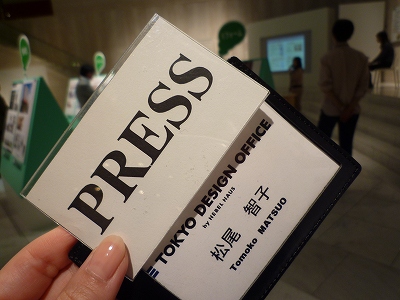 PRESS
TOKYO DESIGN OFFICE
by HEBEL HAUS
松尾 智子
Tomoko MATSUO